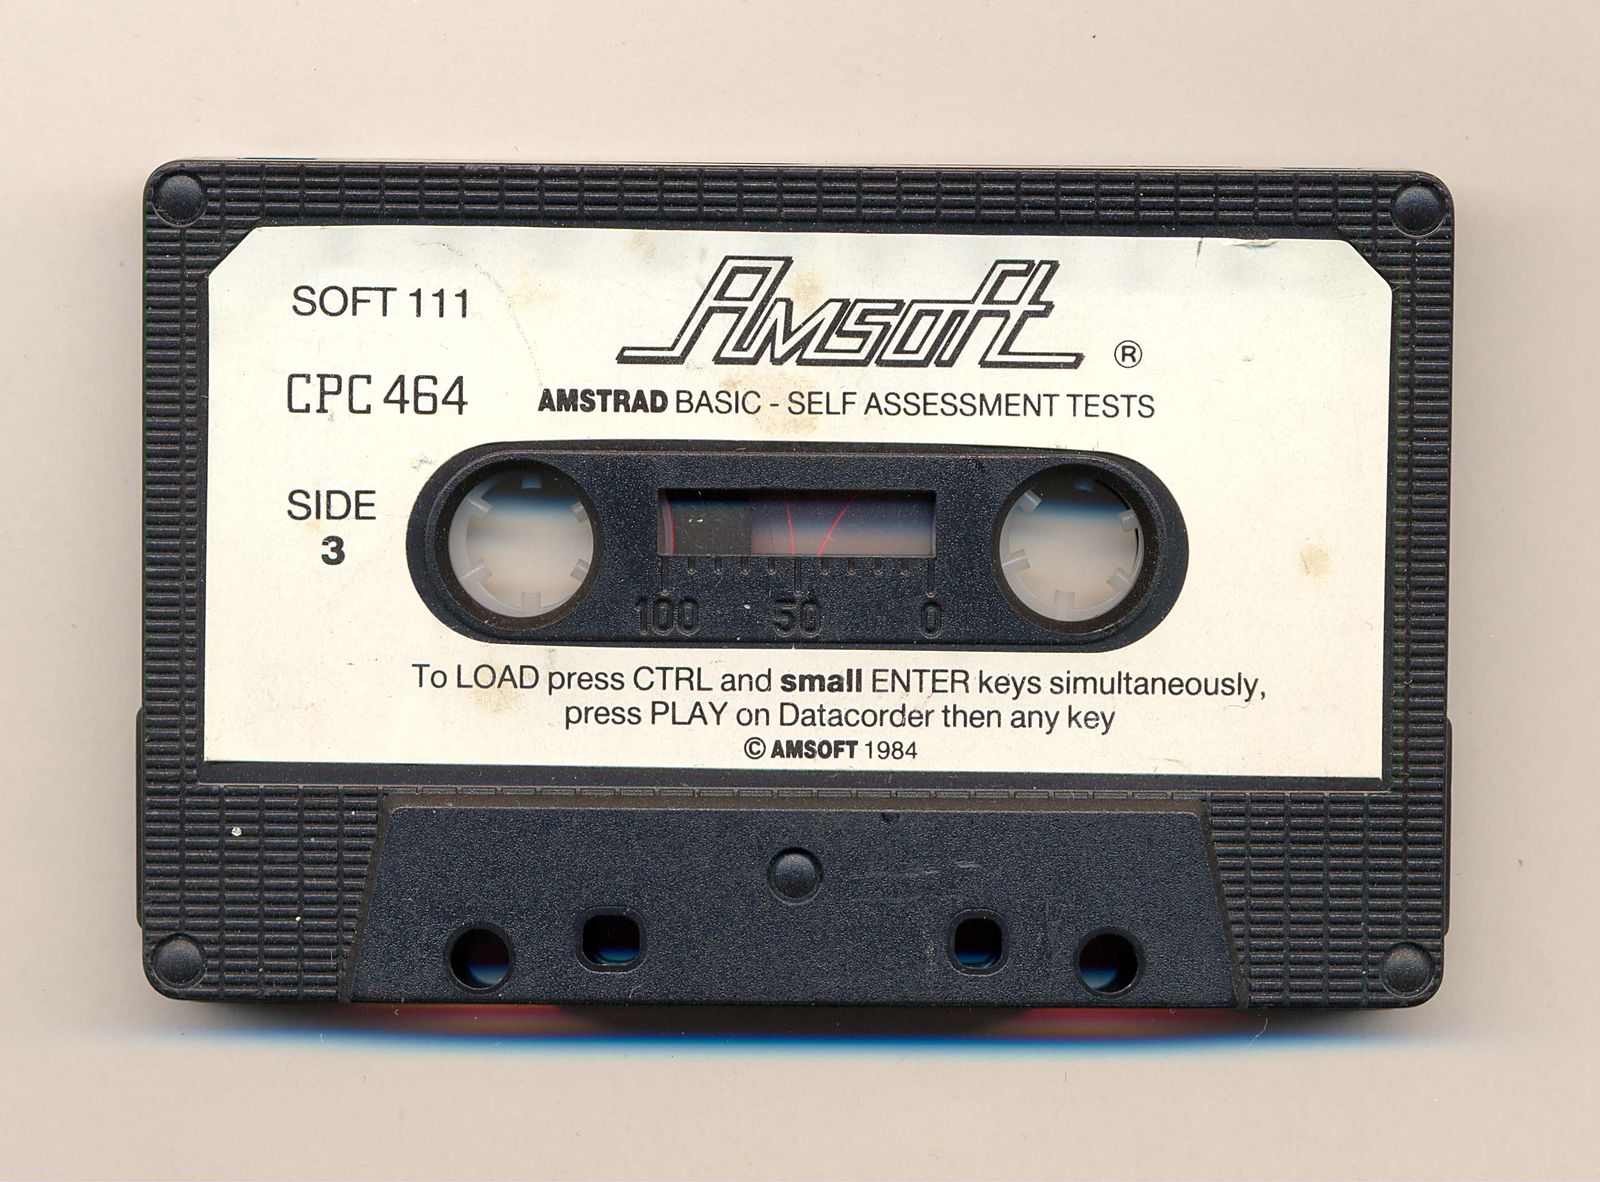 SOFT 111
Amsoft ®
CPC 464
AMSTRAD BASIC - SELF ASSESSMENT TESTS
SIDE
3
100 50 0
To LOAD press CTRL and small ENTER keys simultaneously,
press PLAY on Datacorder then any key
© AMSOFT 1984